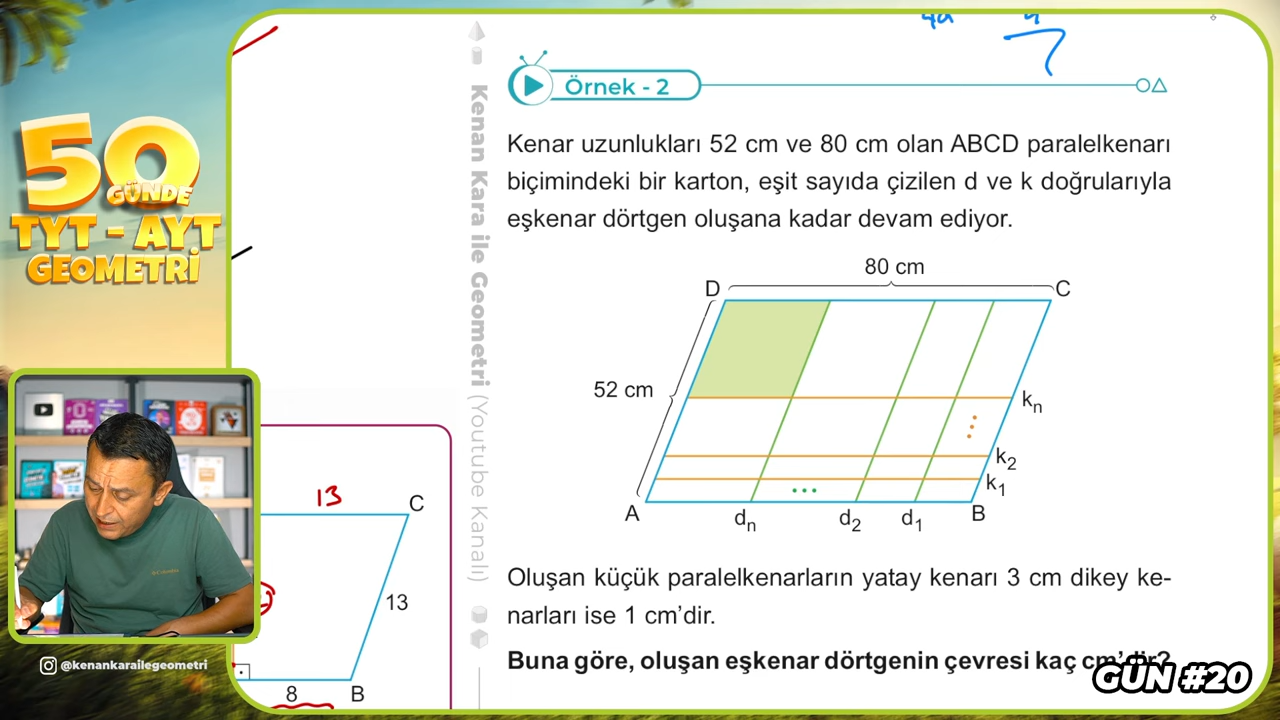 50
GÜNDE
TYT - AYT
GEOMETRİ
@kenankarailegeometri
13
C
13
8
B
Kenan Kara ile Geometri (Youtube Kanalı)
Örnek - 2
Kenar uzunlukları 52 cm ve 80 cm olan ABCD paralelkenarı
biçimindeki bir karton, eşit sayıda çizilen d ve k doğrularıyla
eşkenar dörtgen oluşana kadar devam ediyor.
80 cm
D
C
52 cm
kn
k2
k1
A
dn
...
d2
d1
B
Oluşan küçük paralelkenarların yatay kenarı 3 cm dikey ke-
narları ise 1 cm'dir.
Buna göre, oluşan eşkenar dörtgenin çevresi kaç cm'dir?
GÜN #20